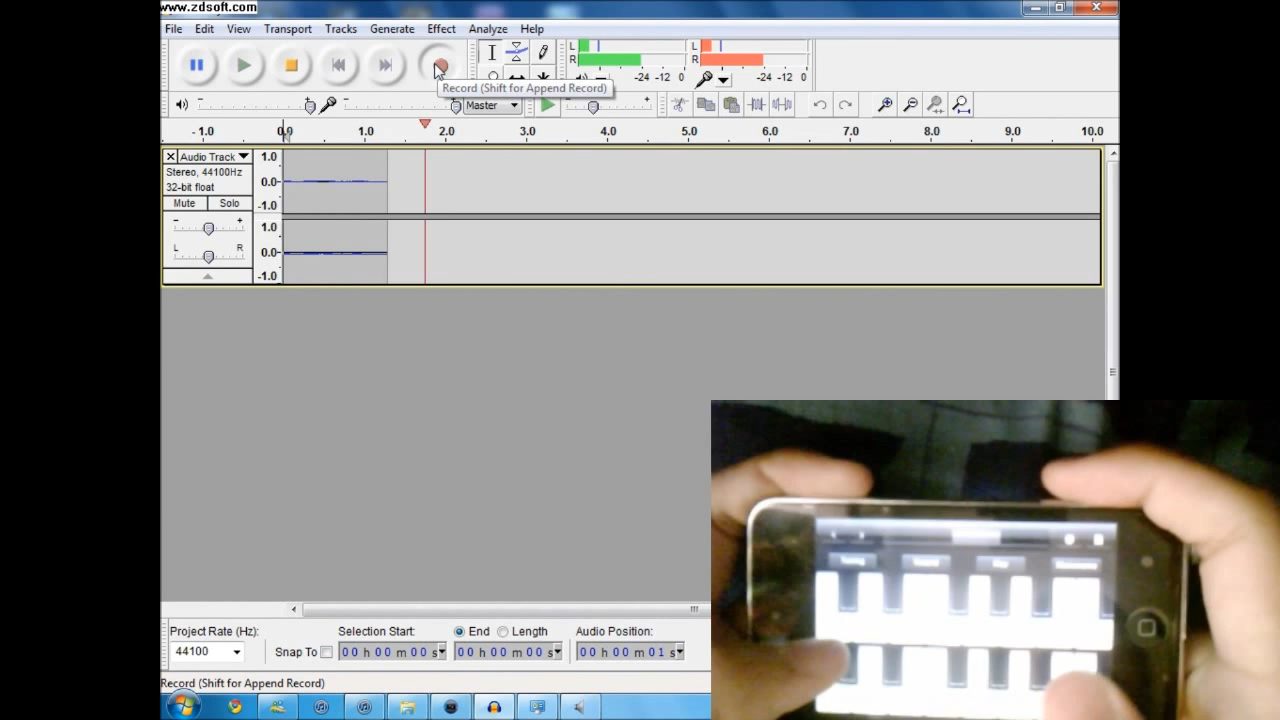 www.zdsoft.com
File Edit View Transport Tracks Generate Effect Analyze Help
L
R
-24 -12 0
L
R
-24 -12 0
Record (Shift for Append Record)
Master
-1.0 0.0 1.0 2.0 3.0 4.0 5.0 6.0 7.0 8.0 9.0 10.0
X Audio Track
Stereo, 44100Hz
32-bit float
Mute Solo
- +
L R
1.0
0.0
-1.0
1.0
0.0
-1.0
Project Rate (Hz):
44100
Snap To
Selection Start:
00 h 00 m 00 s
End Length
00 h 00 m 00 s
Audio Position:
00 h 00 m 01 s
Record (Shift for Append Record)